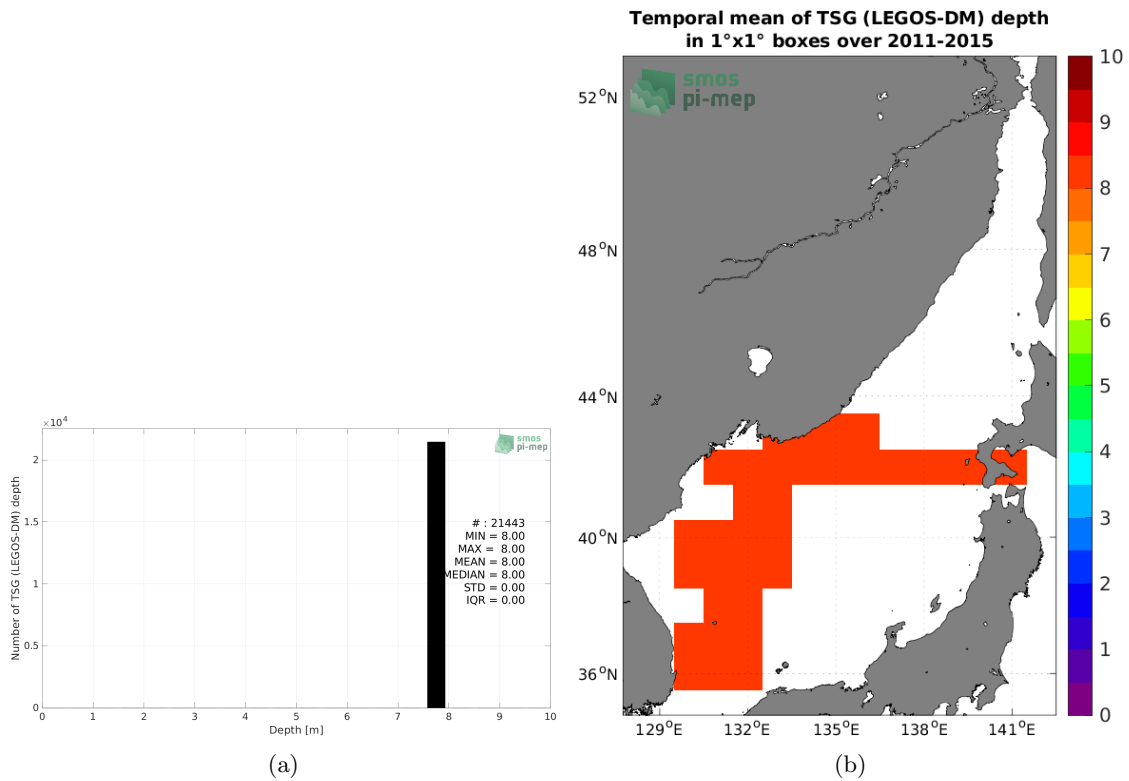 Temporal mean of TSG (LEGOS-DM) depth
in 1°x1° boxes over 2011-2015
smos
pi-mep
52°N
48°N
44°N
40°N
36°N
129°E
132°E
135°E
138°E
141°E
10
9
8
7
6
5
4
3
2
1
0
×10⁴
smos
pi-mep
Number of TSG (LEGOS-DM) depth
2
1.5
1
0.5
0
# : 21443
MIN = 8.00
MAX = 8.00
MEAN = 8.00
MEDIAN = 8.00
STD = 0.00
IQR = 0.00
0 1 2 3 4 5 6 7 8 9 10
Depth [m]
(a)
(b)